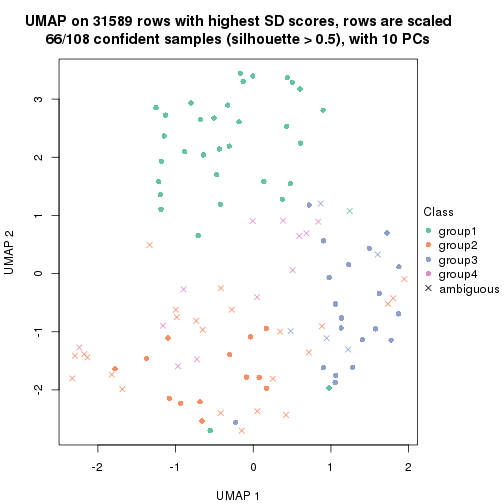 UMAP on 31589 rows with highest SD scores, rows are scaled
66/108 confident samples (silhouette > 0.5), with 10 PCs
3
2
1
0
-1
-2
UMAP 2
-2
-1
0
1
2
UMAP 1
Class
group1
group2
group3
group4
ambiguous